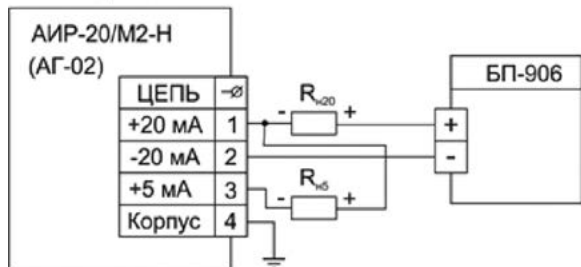 АИР-20/М2-Н
(АГ-02)
БП-906
ЦЕПЬ
+20 мА 1
-20 мА 2
+5 мА 3
Корпус 4
- Rн20 +
- Rн5 +
+
-